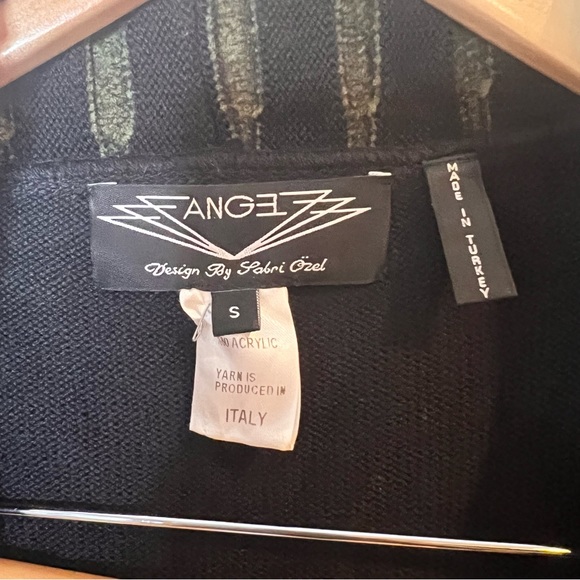 ANGEL
Design By Sabri Özel
MADE IN TURKEY
S
ACRYLIC
YARN IS
PRODUCED IN
ITALY